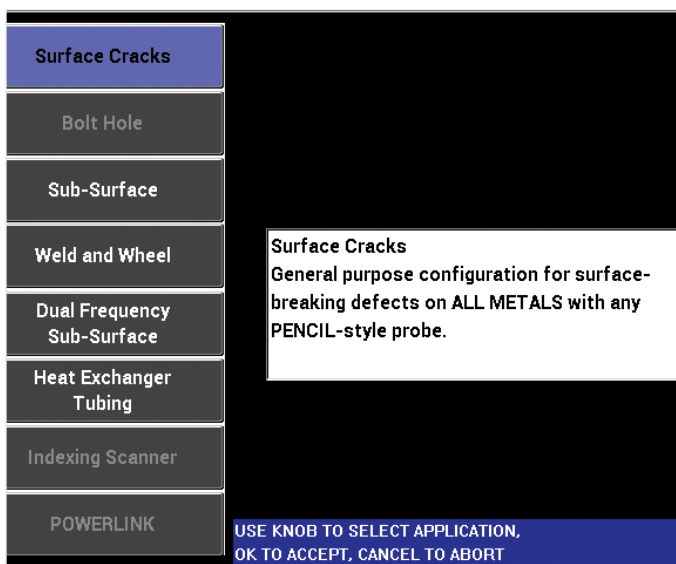 Surface Cracks
Bolt Hole
Sub-Surface
Weld and Wheel
Dual Frequency
Sub-Surface
Heat Exchanger
Tubing
Indexing Scanner
POWERLINK
Surface Cracks
General purpose configuration for surface-
breaking defects on ALL METALS with any
PENCIL-style probe.
USE KNOB TO SELECT APPLICATION,
OK TO ACCEPT, CANCEL TO ABORT